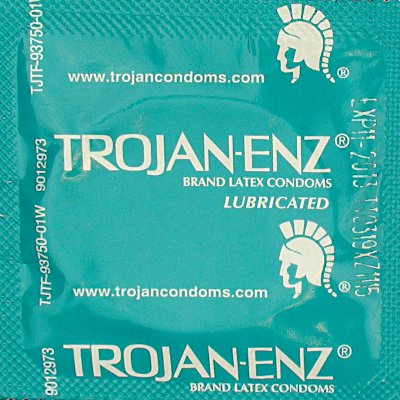 www.trojancondoms.com ®
TROJAN-ENZ®
BRAND LATEX CONDOMS
LUBRICATED
www.trojancondoms.com ®
TROJAN-ENZ®
BRAND LATEX CONDOMS
TJTF-93750-01W
9012973
TJTF-93750-01W
9012973